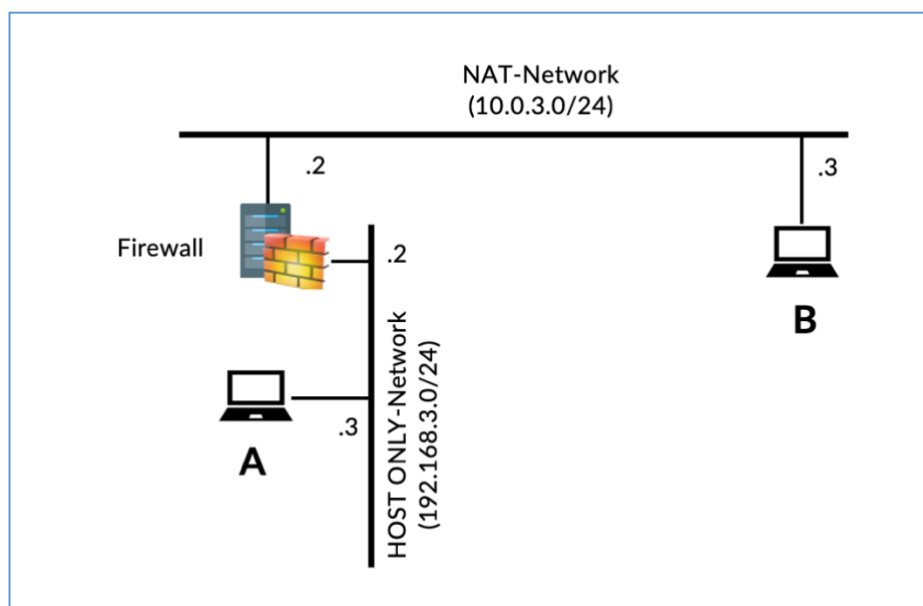 NAT-Network
(10.0.3.0/24)
.2
.3
Firewall
.2
B
HOST ONLY-Network
(192.168.3.0/24)
.3
A